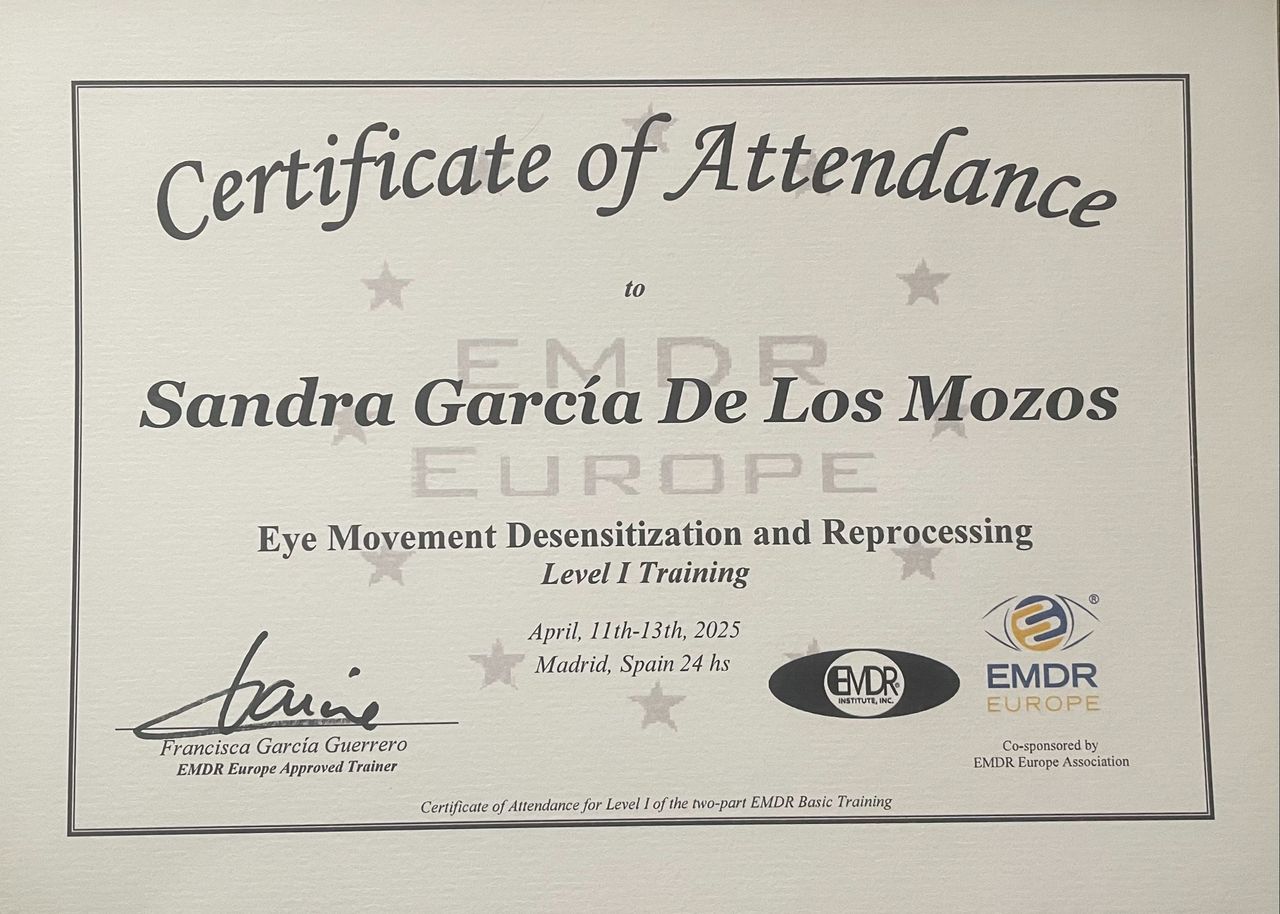 Certificate of Attendance
to
EMDR
Sandra García De Los Mozos
EUROPE
Eye Movement Desensitization and Reprocessing
Level I Training
April, 11th-13th, 2025
Madrid, Spain 24 hs
Francisca García Guerrero
EMDR Europe Approved Trainer
EMDR®
INSTITUTE, INC.
®
EMDR
EUROPE
Co-sponsored by
EMDR Europe Association
Certificate of Attendance for Level I of the two-part EMDR Basic Training